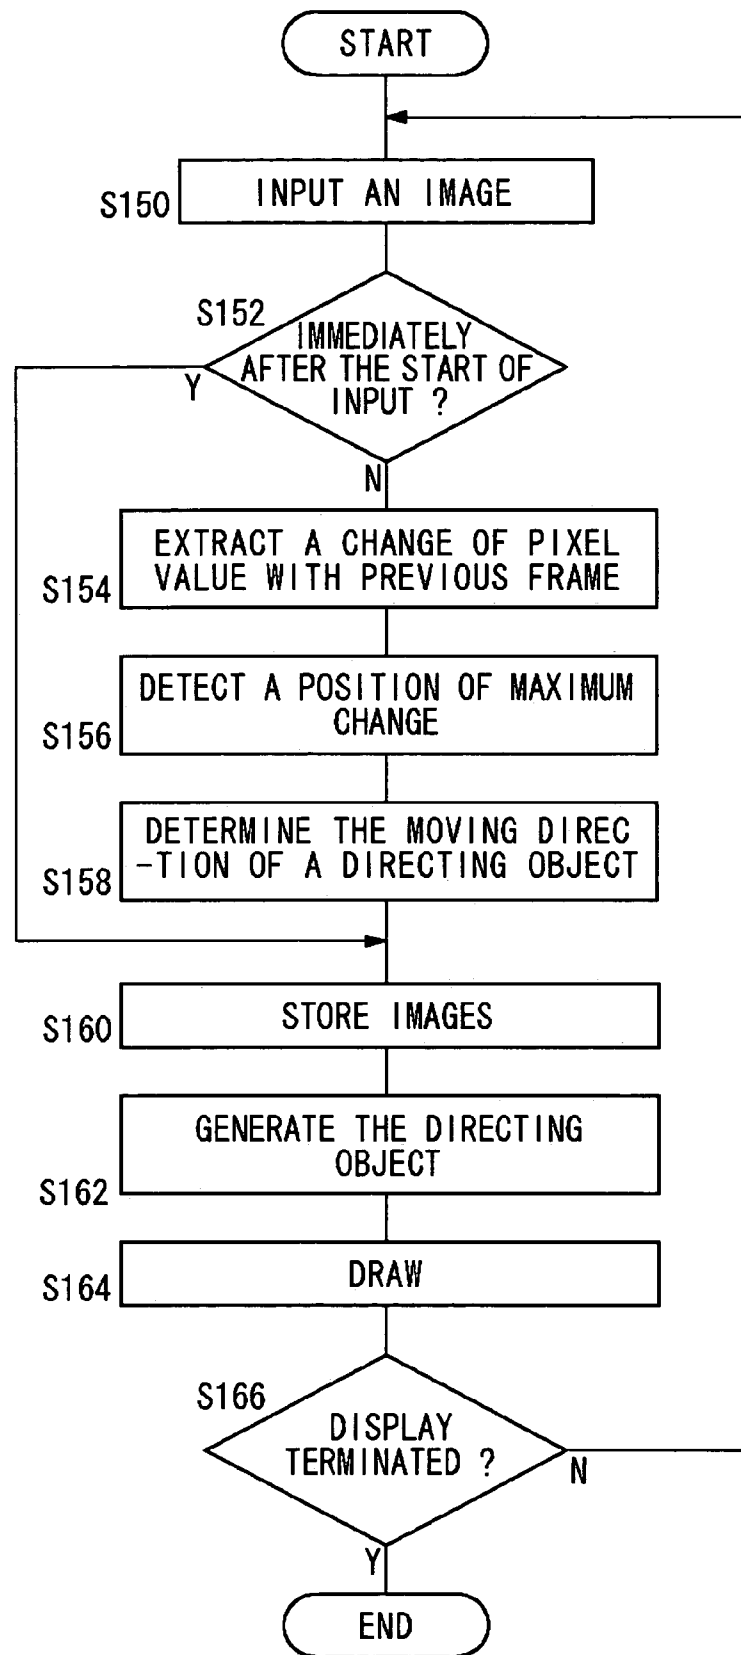 START
S150
INPUT AN IMAGE
S152
IMMEDIATELY
AFTER THE START OF
INPUT ?
Y
N
EXTRACT A CHANGE OF PIXEL
VALUE WITH PREVIOUS FRAME
S154
DETECT A POSITION OF MAXIMUM
CHANGE
S156
DETERMINE THE MOVING DIREC
-TION OF A DIRECTING OBJECT
S158
STORE IMAGES
S160
GENERATE THE DIRECTING
OBJECT
S162
DRAW
S164
S166
DISPLAY
TERMINATED ?
N
Y
END